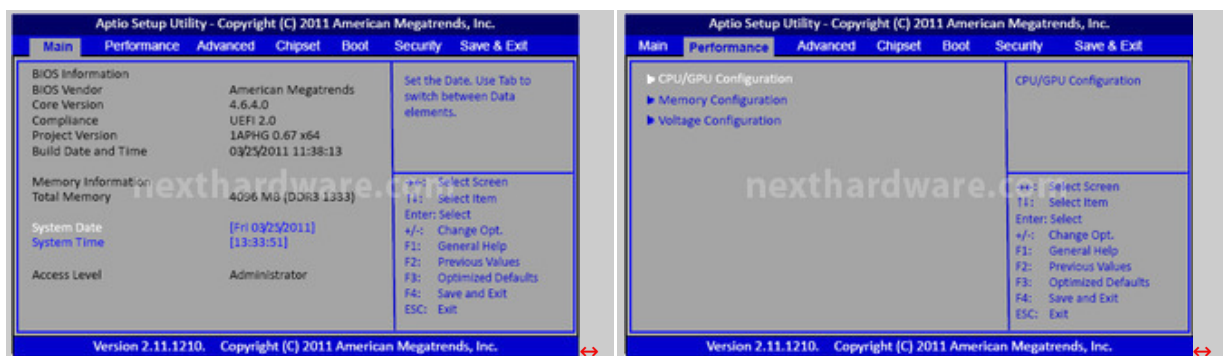 Aptio Setup Utility - Copyright (C) 2011 American Megatrends, Inc.
Main Performance Advanced Chipset Boot Security Save & Exit
BIOS Information
BIOS Vendor American Megatrends
Core Version 4.6.4.0
Compliance UEFI 2.0
Project Version 1APHG 0.67 x64
Build Date and Time 03/25/2011 11:38:13
Memory Information
Total Memory 4096 MB (DDR3 1333)
System Date [Fri 03/25/2011]
System Time [13:33:51]
Access Level Administrator
Set the Date. Use Tab to
switch between Data
elements.
Select Screen
↑↓: Select Item
Enter: Select
+/-: Change Opt.
F1: General Help
F2: Previous Values
F3: Optimized Defaults
F4: Save and Exit
ESC: Exit
nexthardware.com
Version 2.11.1210. Copyright (C) 2011 American Megatrends, Inc.
Aptio Setup Utility - Copyright (C) 2011 American Megatrends, Inc.
Main Performance Advanced Chipset Boot Security Save & Exit
CPU/GPU Configuration
Memory Configuration
Voltage Configuration
CPU/GPU Configuration
Select Screen
↑↓: Select Item
Enter: Select
+/-: Change Opt.
F1: General Help
F2: Previous Values
F3: Optimized Defaults
F4: Save and Exit
ESC: Exit
nexthardware.com
Version 2.11.1210. Copyright (C) 2011 American Megatrends, Inc.